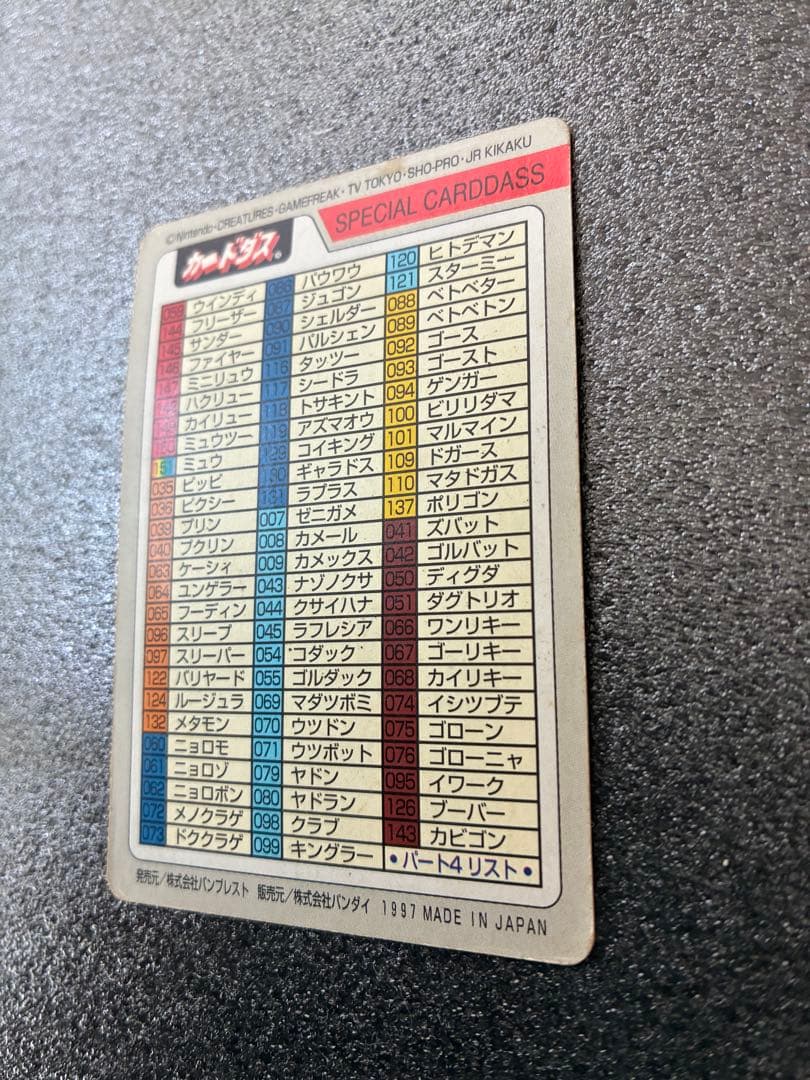 ©Nintendo・CREATURES・GAMEFREAK・TV TOKYO・SHO-PRO・JR KIKAKU
SPECIAL CARDDASS
カードダス®
059 ウインディ
144 フリーザー
145 サンダー
146 ファイヤー
147 ミニリュウ
148 ハクリュー
149 カイリュー
150 ミュウツー
151 ミュウ
035 ピッピ
036 ピクシー
039 プリン
040 プクリン
063 ケーシィ
064 ユンゲラー
065 フーディン
096 スリープ
097 スリーパー
122 バリヤード
124 ルージュラ
132 メタモン
060 ニョロモ
061 ニョロゾ
062 ニョロボン
072 メノクラゲ
073 ドククラゲ
086 パウワウ
087 ジュゴン
090 シェルダー
091 パルシェン
116 タッツー
117 シードラ
118 トサキント
119 アズマオウ
129 コイキング
130 ギャラドス
131 ラプラス
007 ゼニガメ
008 カメール
009 カメックス
043 ナゾノクサ
044 クサイハナ
045 ラフレシア
054 コダック
055 ゴルダック
069 マダツボミ
070 ウツドン
071 ウツボット
079 ヤドン
080 ヤドラン
098 クラブ
099 キングラー
120 ヒトデマン
121 スターミー
088 ベトベター
089 ベトベトン
092 ゴース
093 ゴースト
094 ゲンガー
100 ビリリダマ
101 マルマイン
109 ドガース
110 マタドガス
137 ポリゴン
041 ズバット
042 ゴルバット
050 ディグダ
051 ダグトリオ
066 ワンリキー
067 ゴーリキー
068 カイリキー
074 イシツブテ
075 ゴローン
076 ゴローニャ
095 イワーク
126 ブーバー
143 カビゴン
・パート4 リスト・
発売元／株式会社バンプレスト 販売元／株式会社バンダイ 1997 MADE IN JAPAN